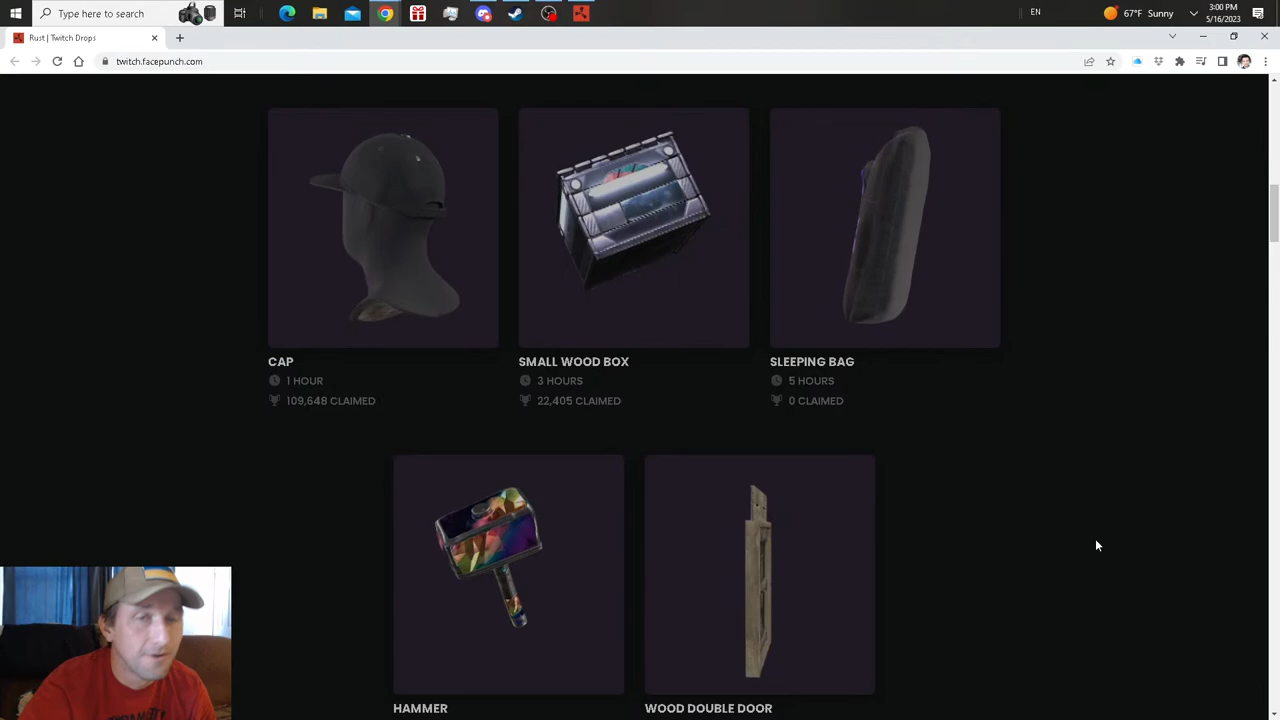 Type here to search
EN
67°F Sunny
3:00 PM
5/16/2023
Rust | Twitch Drops
twitch.facepunch.com
CAP
1 HOUR
109,648 CLAIMED
SMALL WOOD BOX
3 HOURS
22,405 CLAIMED
SLEEPING BAG
5 HOURS
0 CLAIMED
HAMMER
WOOD DOUBLE DOOR